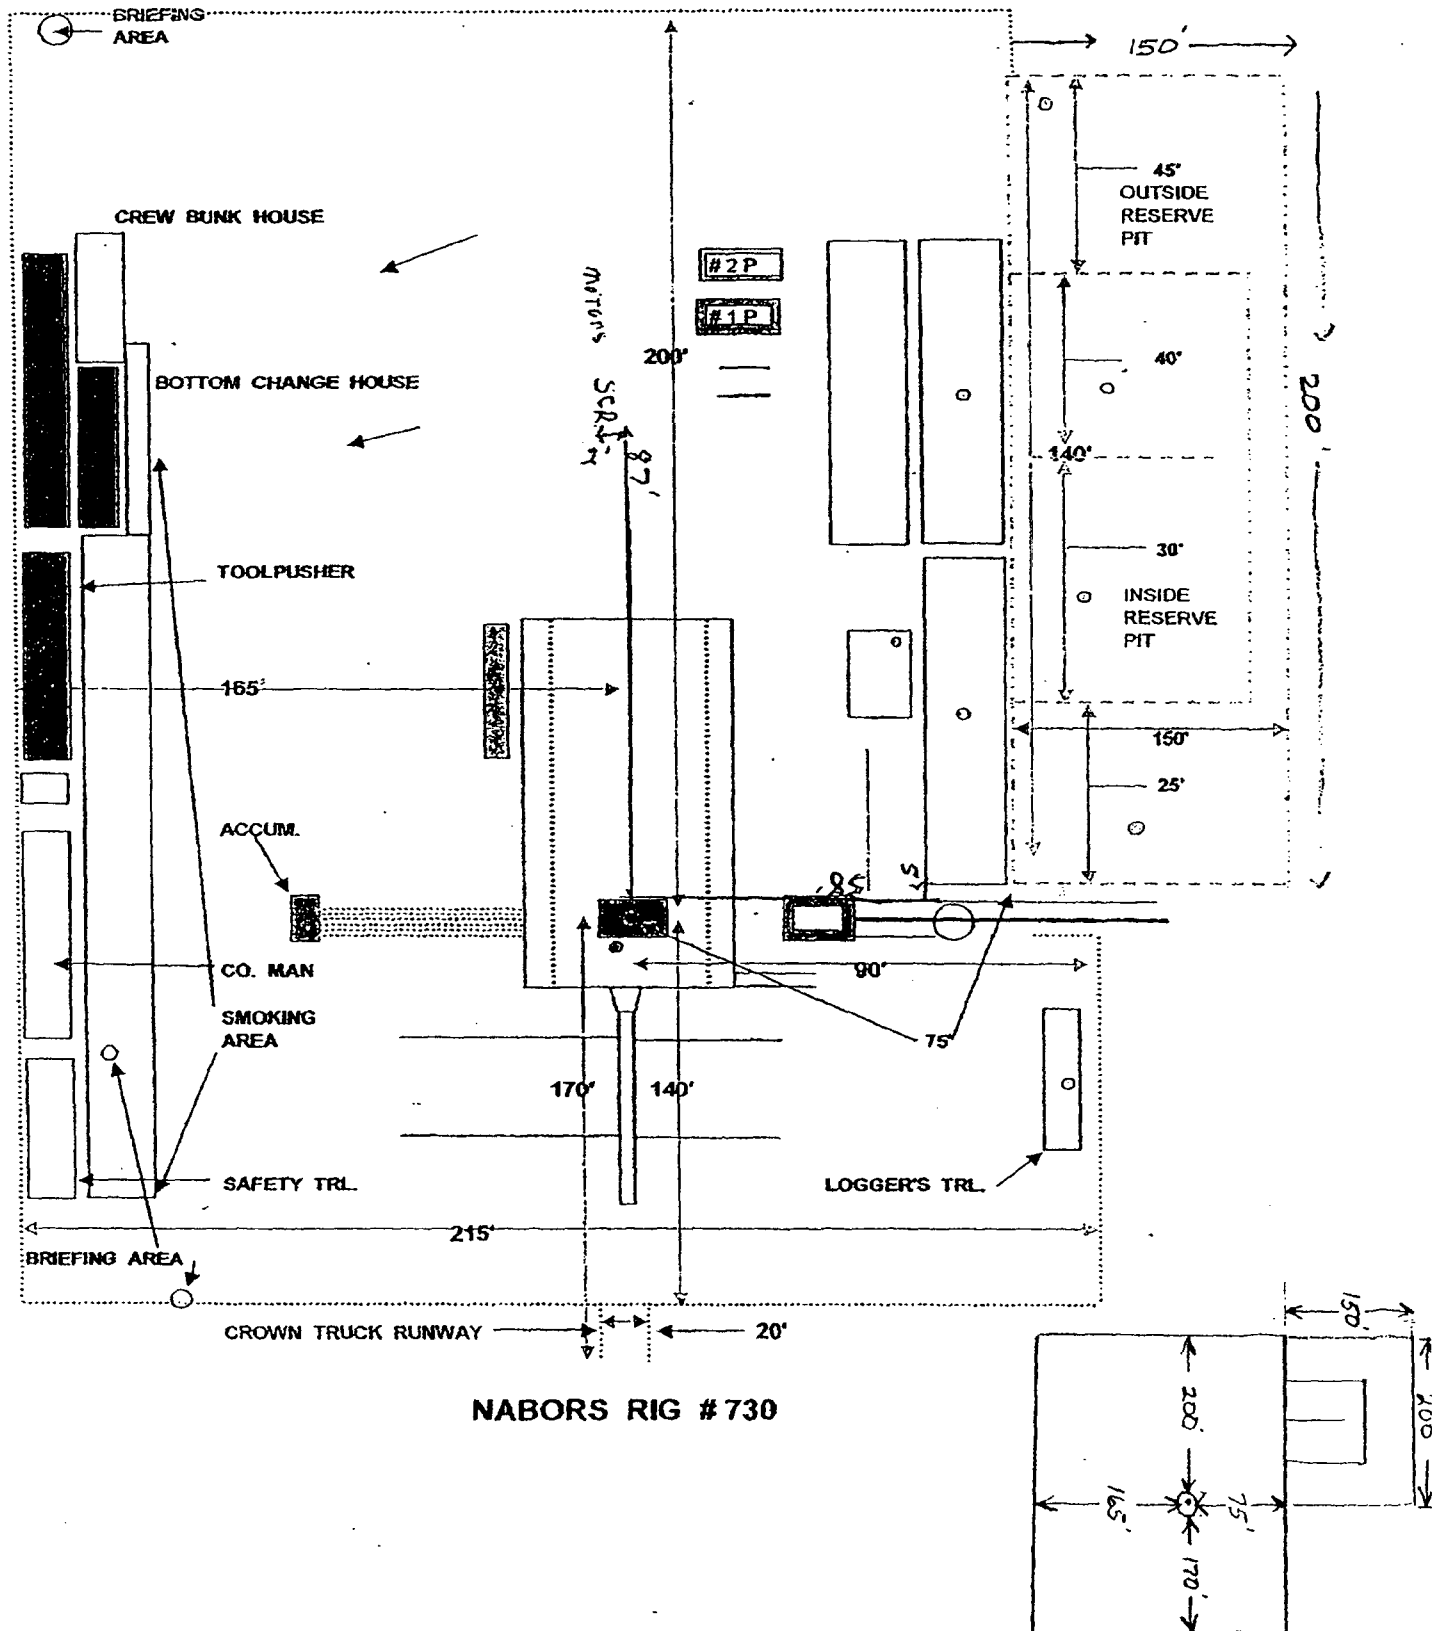 BRIEFING
AREA
150'
45'
OUTSIDE
RESERVE
PIT
CREW BUNK HOUSE
#2P
#1P
MOTORS
SCR
200'
40'
BOTTOM CHANGE HOUSE
200'
87'
140'
30'
TOOLPUSHER
INSIDE
RESERVE
PIT
165'
150'
25'
ACCUM.
58'
5'
CO. MAN
90'
SMOKING
AREA
75'
170'
140'
SAFETY TRL.
LOGGER'S TRL.
215'
BRIEFING AREA
CROWN TRUCK RUNWAY
20'
NABORS RIG # 730
150'
200'
200
165'
75'
170'